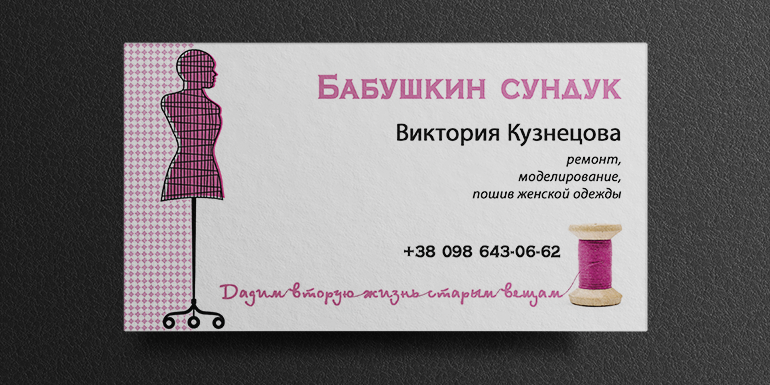 Бабушкин сундук
Виктория Кузнецова
ремонт,
моделирование,
пошив женской одежды
+38 098 643-06-62
Дадим вторую жизнь старым вещам